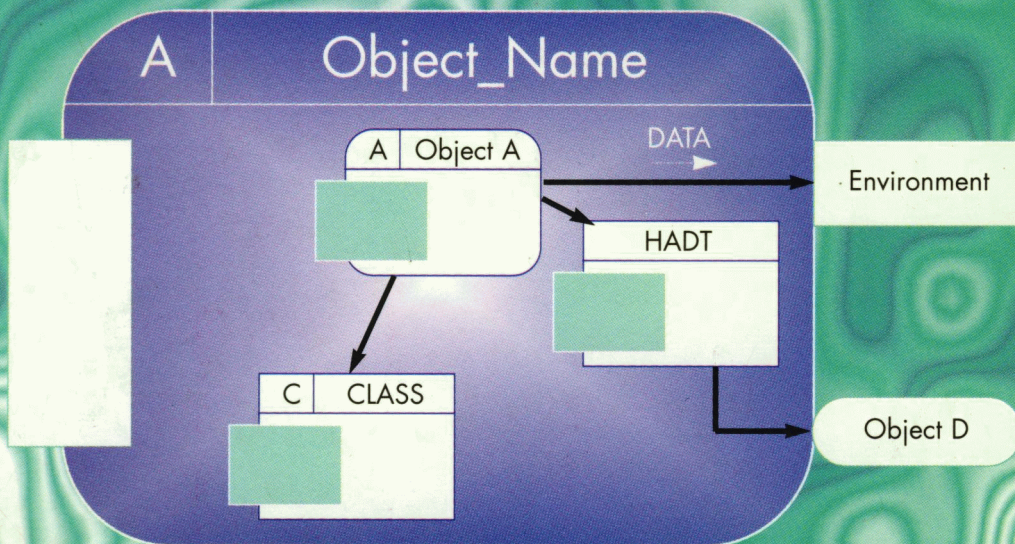 A Object_Name
DATA
A Object A
Environment
HADT
C CLASS
Object D